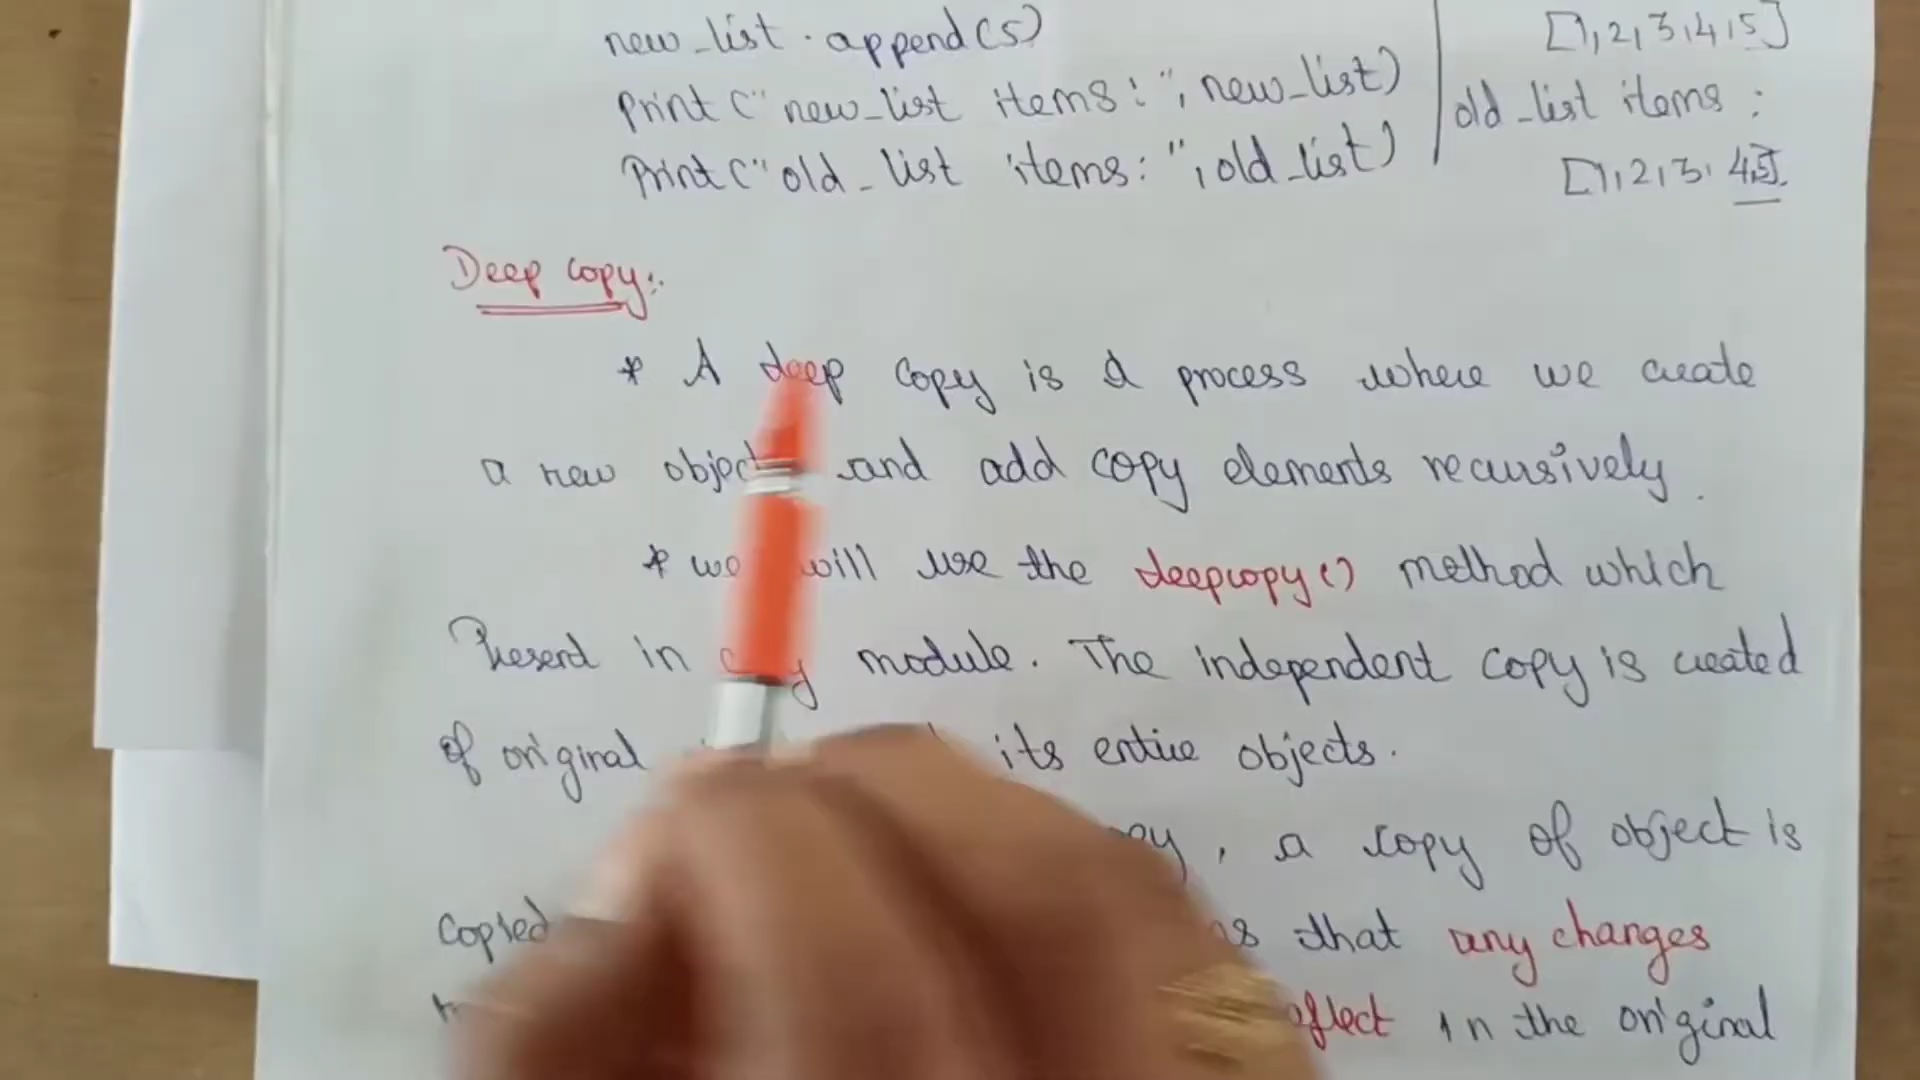 new_list.append(5)
print("new_list items:", new_list)
print("old_list items:", old_list)
[1,2,3,4,5]
old_list items:
[1,2,3,4,5].
Deep copy:
* A deep copy is a process where we create
a new object and add copy elements recursively.
* we will use the deepcopy() method which
Present in copy module. The independent copy is created
of original its entire objects.
, a copy of object is
copied that any changes
in the original